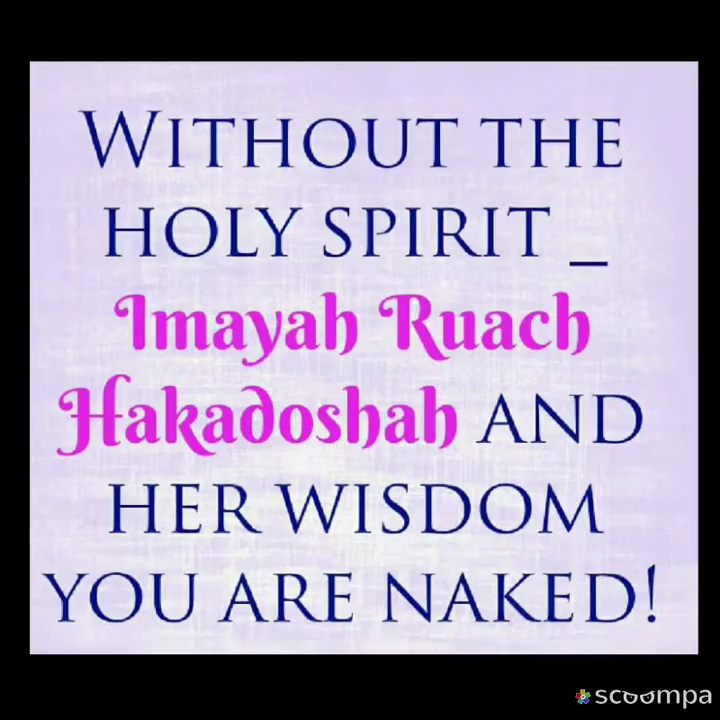 WITHOUT THE
HOLY SPIRIT _
Imayah Ruach
Hakadoshah AND
HER WISDOM
YOU ARE NAKED!
scoompa